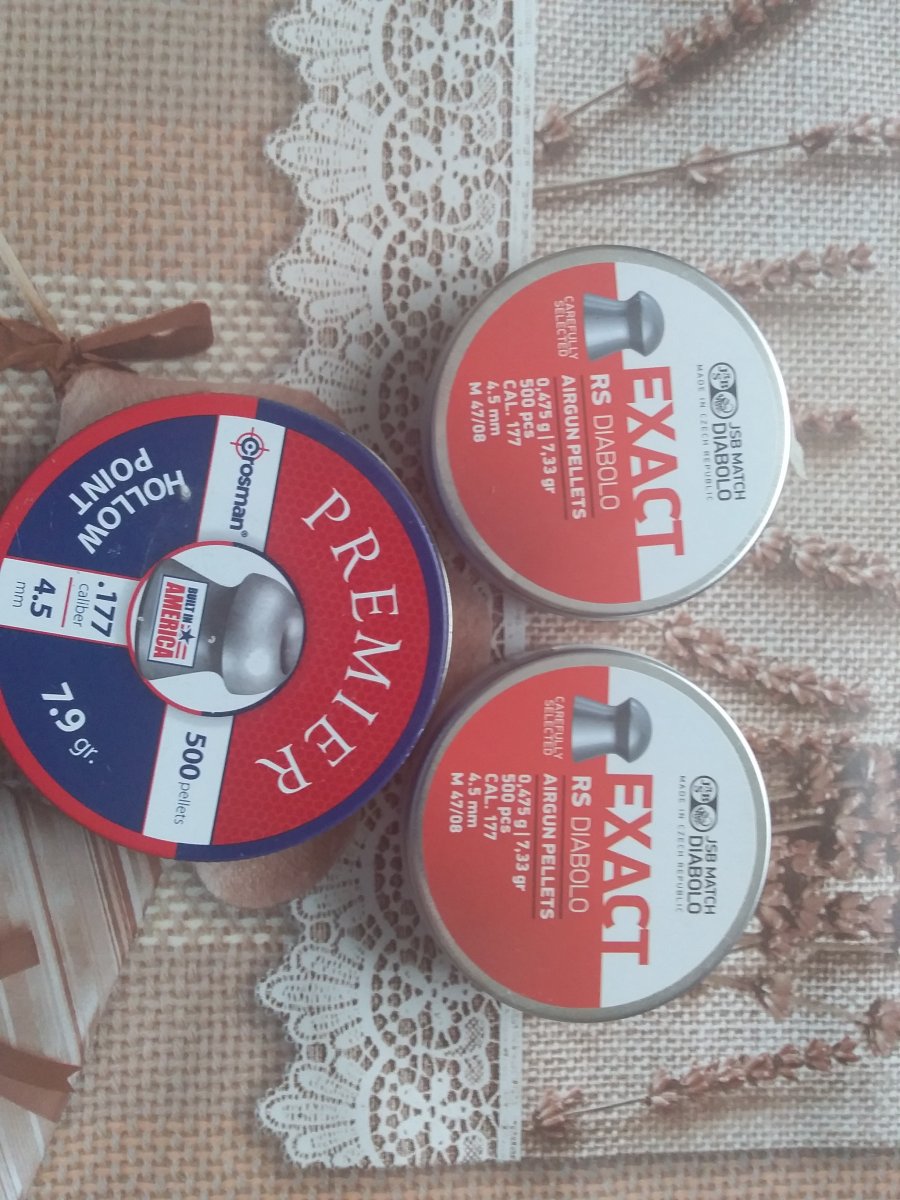 Crosman®
PREMIER
HOLLOW
POINT
BUILT IN
AMERICA
.177
caliber
4.5
mm
7.9 gr.
500 pellets
JSB
JSB MATCH
DIABOLO
MADE IN CZECH REPUBLIC
EXACT
CAREFULLY
SELECTED
RS DIABOLO
AIRGUN PELLETS
0,475 g | 7,33 gr
500 pcs
CAL. 177
4.5 mm
M 47/08
JSB
JSB MATCH
DIABOLO
MADE IN CZECH REPUBLIC
EXACT
CAREFULLY
SELECTED
RS DIABOLO
AIRGUN PELLETS
0,475 g | 7,33 gr
500 pcs
CAL. 177
4.5 mm
M 47/08